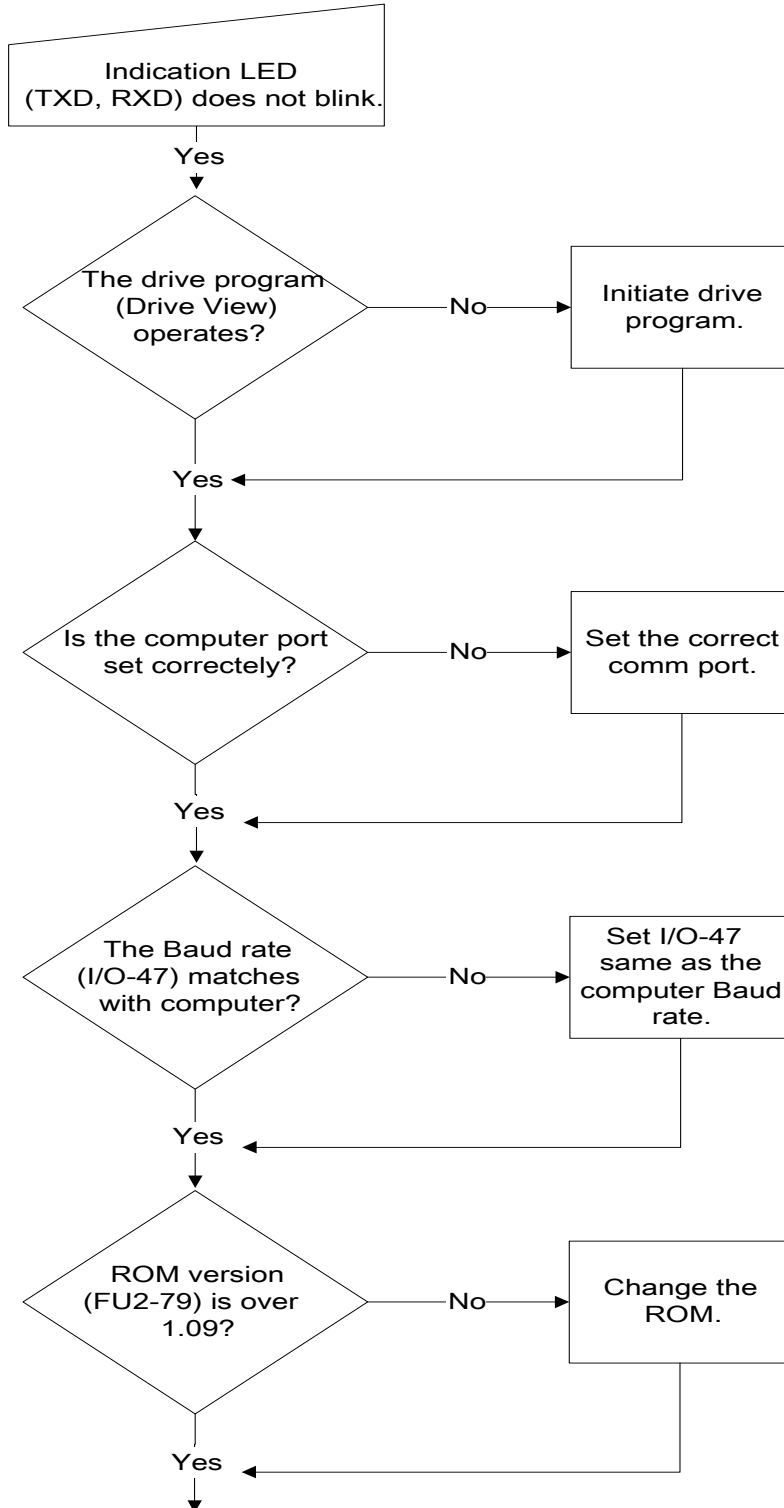 Indication LED
(TXD, RXD) does not blink.
Yes
The drive program
(Drive View)
operates?
No
Initiate drive
program.
Yes
Is the computer port
set correctely?
No
Set the correct
comm port.
Yes
The Baud rate
(I/O-47) matches
with computer?
No
Set I/O-47
same as the
computer Baud
rate.
Yes
ROM version
(FU2-79) is over
1.09?
No
Change the
ROM.
Yes